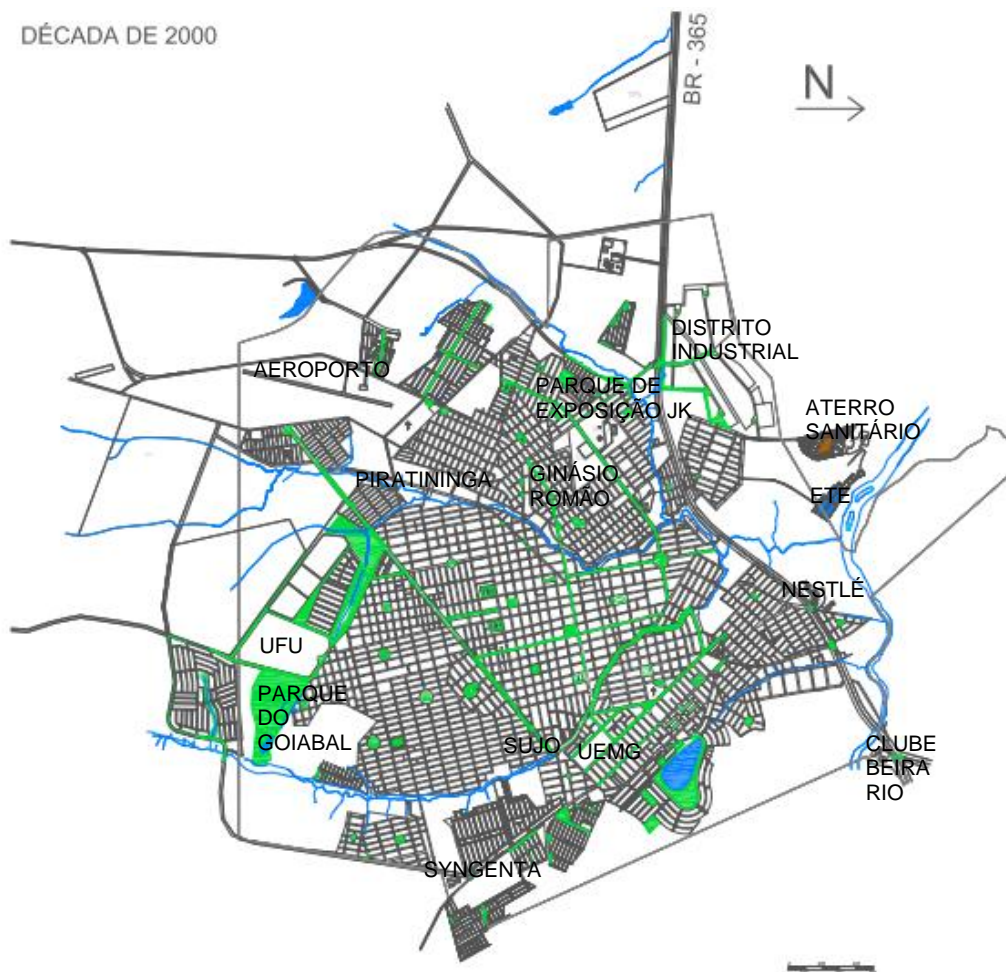 DÉCADA DE 2000
BR - 365
N
DISTRITO
INDUSTRIAL
AEROPORTO
PARQUE DE
EXPOSIÇÃO JK
ATERRO
SANITÁRIO
PIRATININGA
GINÁSIO
ROMÃO
ETE
NESTLÉ
UFU
PARQUE
DO
GOIABAL
SUJO
UEMG
CLUBE
BEIRA
RIO
SYNGENTA